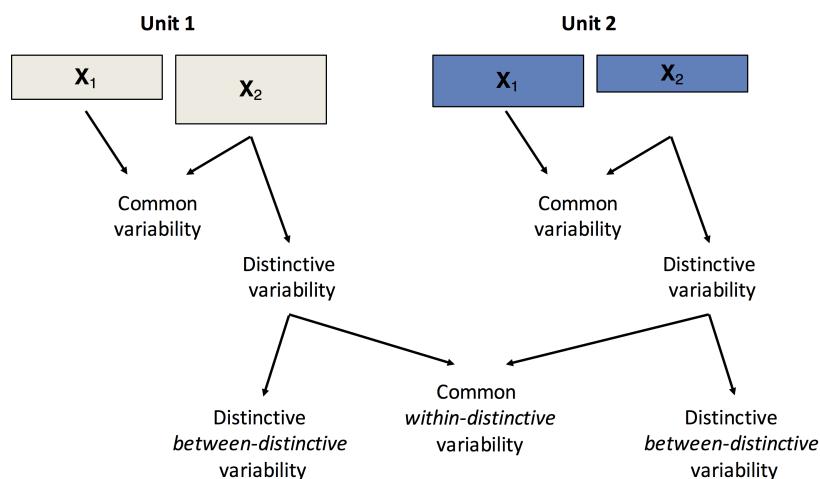 Unit 1
Unit 2
X₁
X₂
X₁
X₂
Common
variability
Common
variability
Distinctive
variability
Distinctive
variability
Common
within-distinctive
variability
Distinctive
between-distinctive
variability
Distinctive
between-distinctive
variability